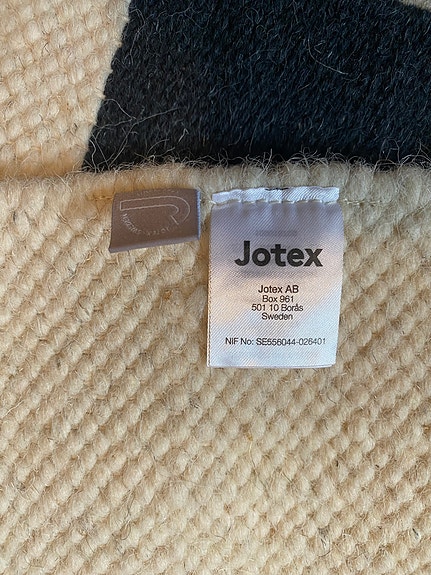 Jotex
Jotex AB
Box 961
501 10 Borås
Sweden
NIF No: SE556044-026401